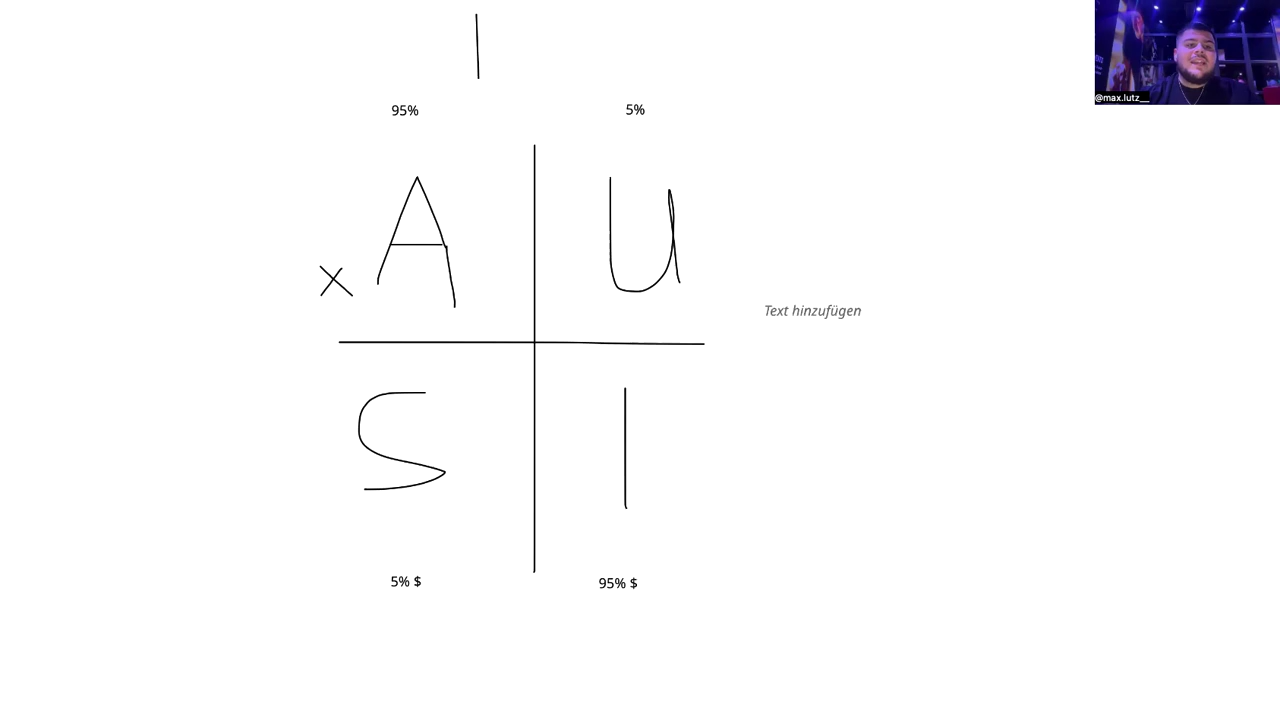 @max.lutz__
95% 5%
A U
x
Text hinzufügen
S I
5% $ 95% $